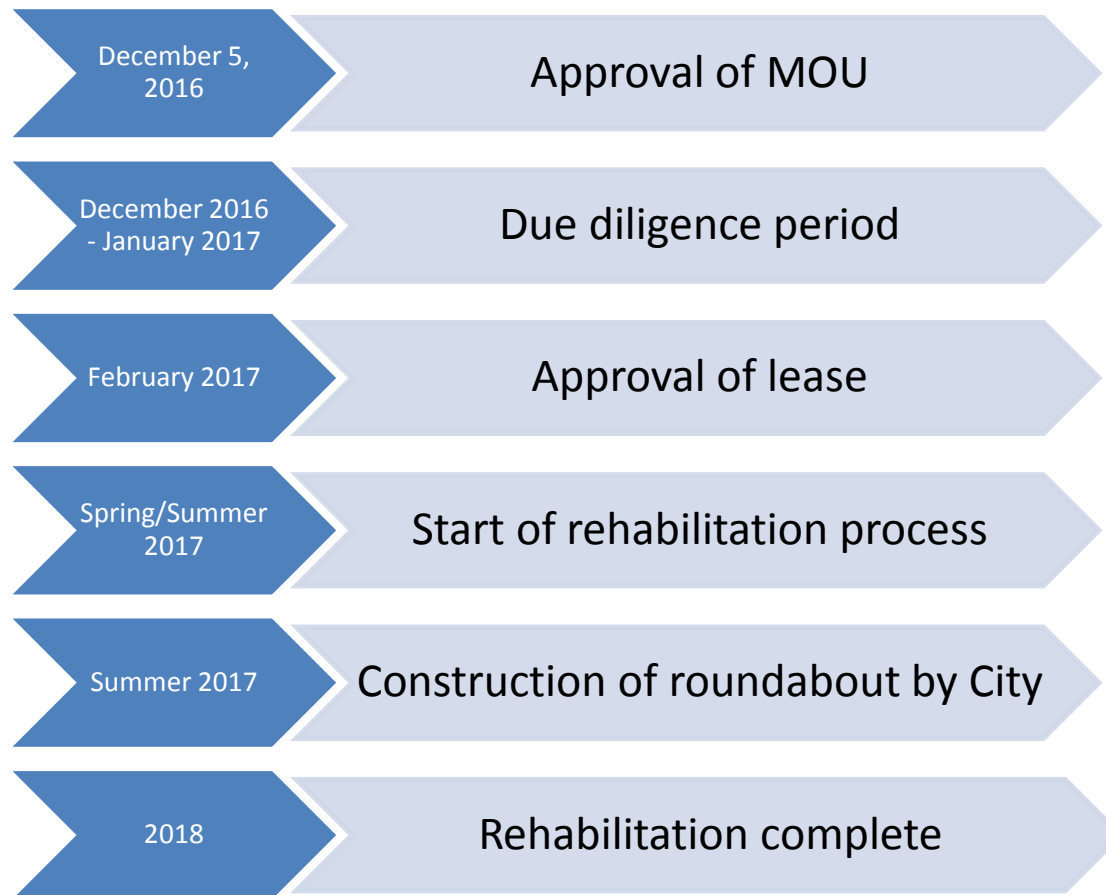 December 5,
2016
Approval of MOU
December 2016
- January 2017
Due diligence period
February 2017
Approval of lease
Spring/Summer
2017
Start of rehabilitation process
Summer 2017
Construction of roundabout by City
2018
Rehabilitation complete